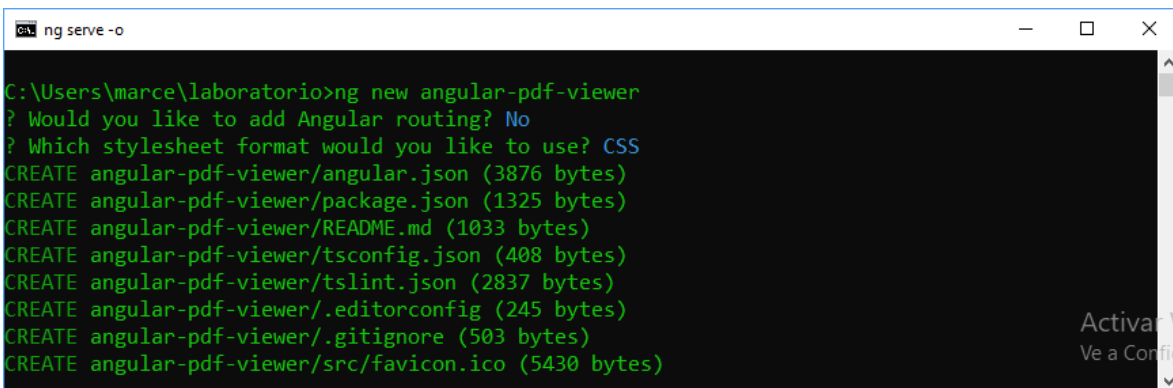 ng serve -o
C:\Users\marce\laboratorio>ng new angular-pdf-viewer
? Would you like to add Angular routing? No
? Which stylesheet format would you like to use? CSS
CREATE angular-pdf-viewer/angular.json (3876 bytes)
CREATE angular-pdf-viewer/package.json (1325 bytes)
CREATE angular-pdf-viewer/README.md (1033 bytes)
CREATE angular-pdf-viewer/tsconfig.json (408 bytes)
CREATE angular-pdf-viewer/tslint.json (2837 bytes)
CREATE angular-pdf-viewer/.editorconfig (245 bytes)
CREATE angular-pdf-viewer/.gitignore (503 bytes)
CREATE angular-pdf-viewer/src/favicon.ico (5430 bytes)
Activar
Ve a